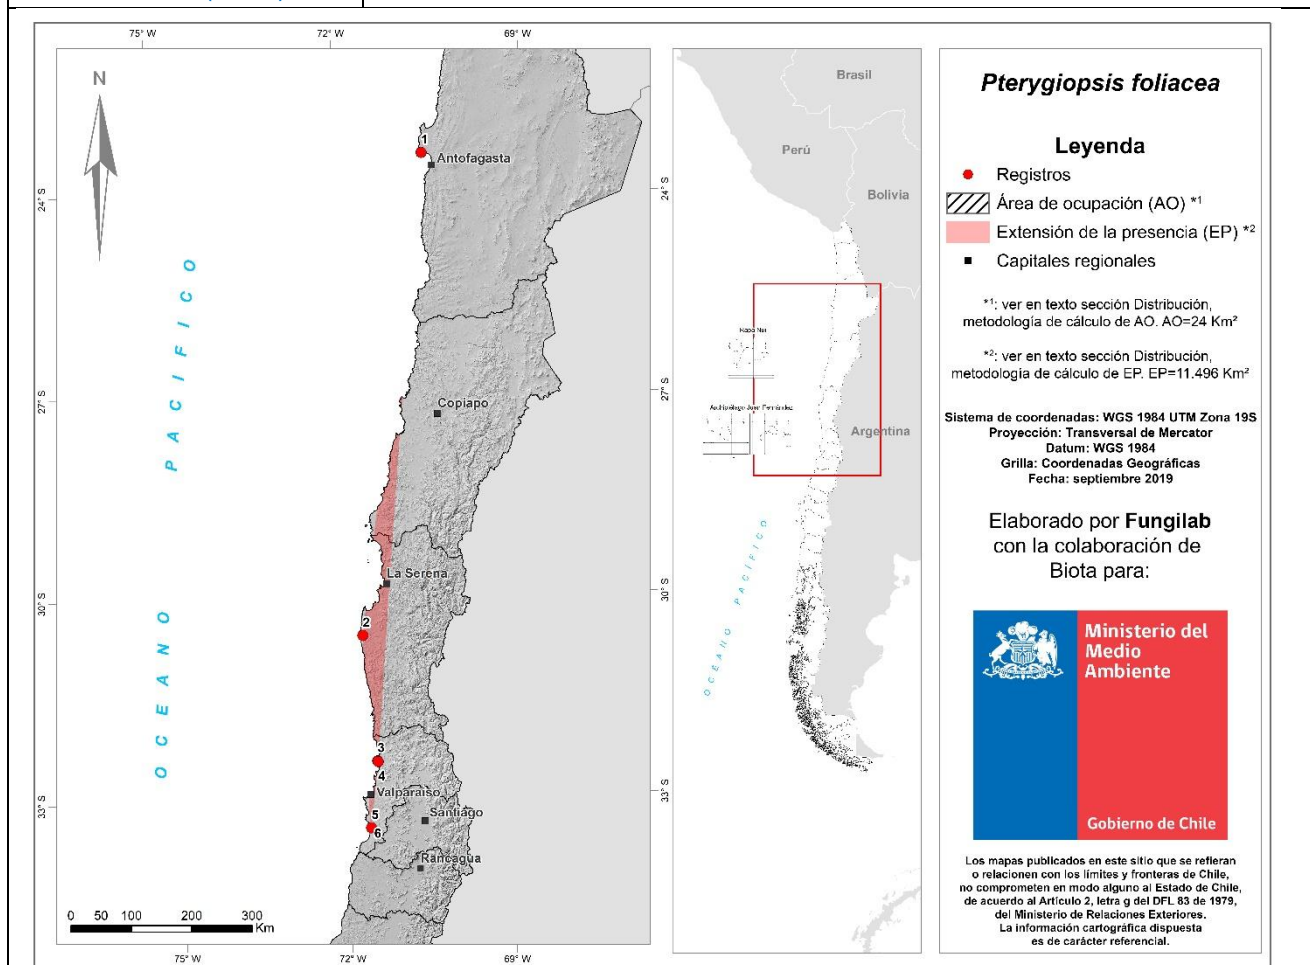 75° W
72° W
69° W
N
1
Antofagasta
24° S
24° S
Copiapo
27° S
27° S
La Serena
2
30° S
30° S
3
4
Valparaíso
5
6
Santiago
33° S
33° S
Rancagua
OCEANO PACIFICO
0 50 100 200 300
Km
75° W
72° W
69° W
Brasil
Perú
Bolivia
Archipiélago Juan Fernández
Argentina
OCÉANO PACÍFICO
Pterygiopsis foliacea
Leyenda
Registros
Área de ocupación (AO) *1
Extensión de la presencia (EP) *2
Capitales regionales
*1: ver en texto sección Distribución,
metodología de cálculo de AO. AO=24 Km²
*2: ver en texto sección Distribución,
metodología de cálculo de EP. EP=11.496 Km²
Sistema de coordenadas: WGS 1984 UTM Zona 19S
Proyección: Transversal de Mercator
Datum: WGS 1984
Grilla: Coordenadas Geográficas
Fecha: septiembre 2019
Elaborado por Fungilab
con la colaboración de
Biota para:
Ministerio del
Medio
Ambiente
Gobierno de Chile
Los mapas publicados en este sitio que se refieran
o relacionen con los límites y fronteras de Chile,
no comprometen en modo alguno al Estado de Chile,
de acuerdo al Artículo 2, letra g del DFL 83 de 1979,
del Ministerio de Relaciones Exteriores.
La información cartográfica dispuesta
es de carácter referencial.